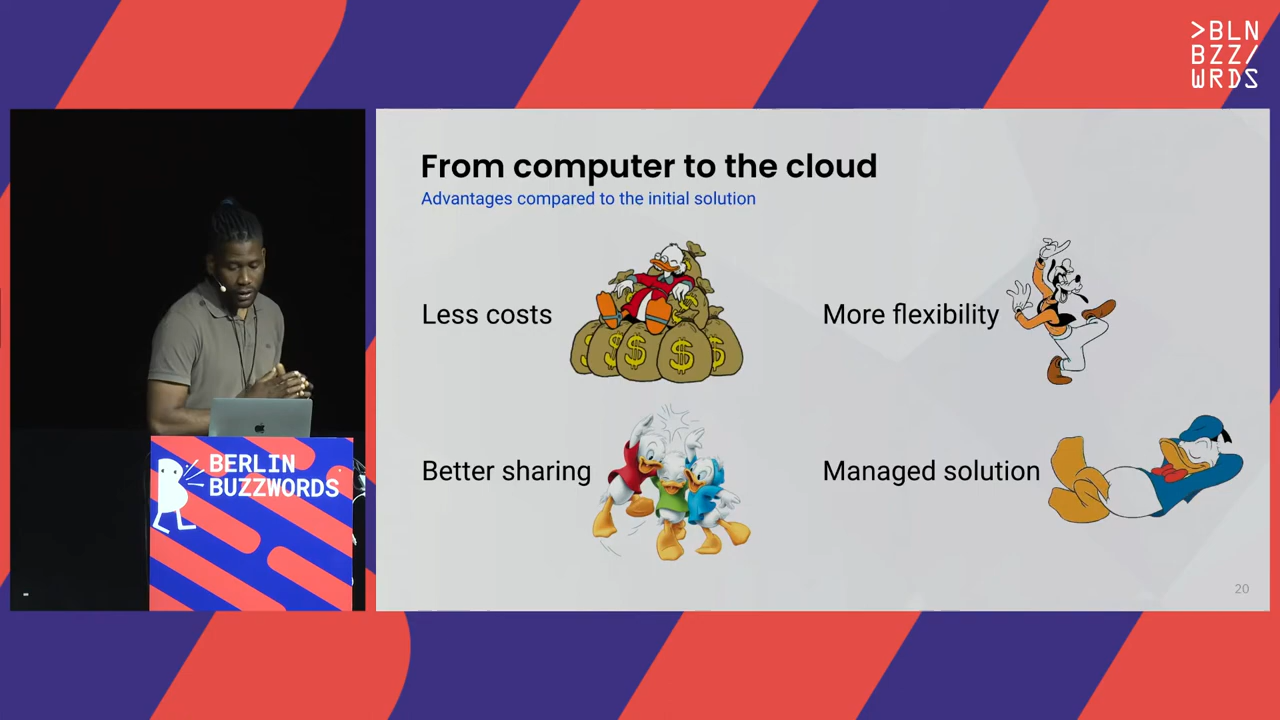 >BLN
BZZ/
WRDS
From computer to the cloud
Advantages compared to the initial solution
Less costs
$ $ $ $ $
More flexibility
Better sharing
Managed solution
BERLIN
BUZZWORDS
20